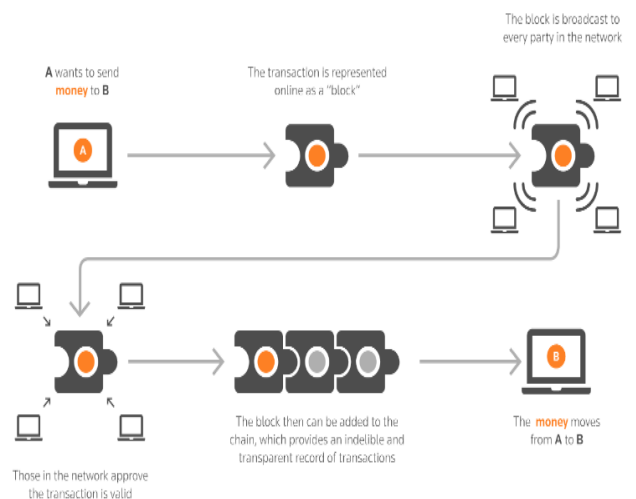 A wants to send
money to B
The transaction is represented
online as a "block"
The block is broadcast to
every party in the network
A
Those in the network approve
the transaction is valid
The block then can be added to the
chain, which provides an indelible and
transparent record of transactions
B
The money moves
from A to B